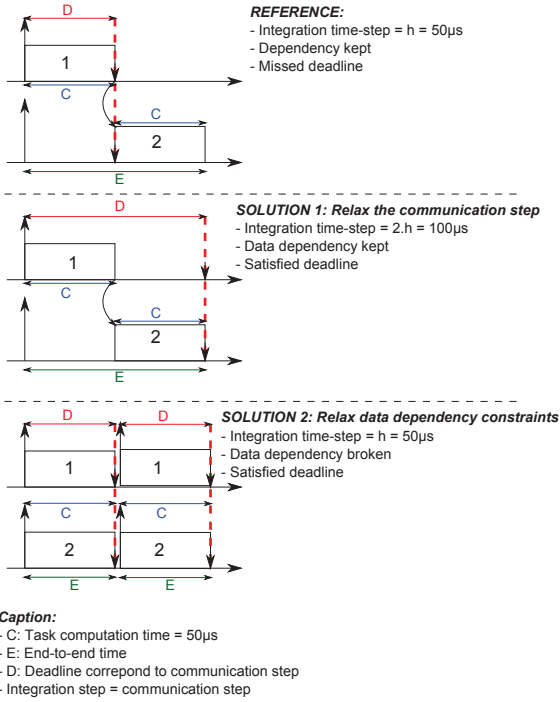 D
REFERENCE:
- Integration time-step = h = 50µs
- Dependency kept
- Missed deadline
1
C
C
2
E
SOLUTION 1: Relax the communication step
D
- Integration time-step = 2.h = 100µs
- Data dependency kept
- Satisfied deadline
1
C
C
2
E
D D
SOLUTION 2: Relax data dependency constraints
- Integration time-step = h = 50µs
- Data dependency broken
- Satisfied deadline
1 1
C C
2 2
E E
Caption:
- C: Task computation time = 50µs
- E: End-to-end time
- D: Deadline correpond to communication step
- Integration step = communication step